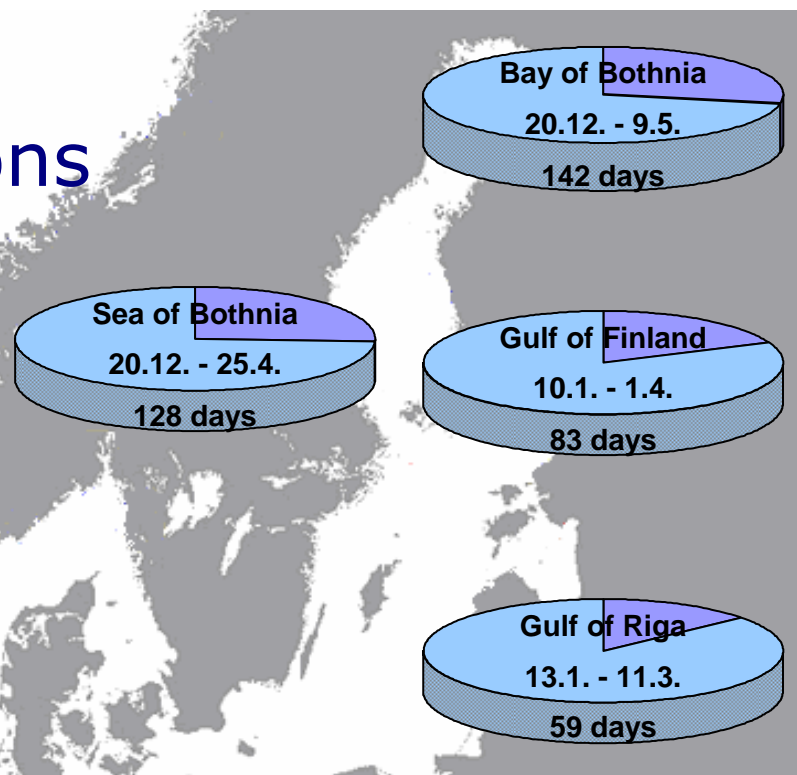 ons
Bay of Bothnia
20.12. - 9.5.
142 days
Sea of Bothnia
20.12. - 25.4.
128 days
Gulf of Finland
10.1. - 1.4.
83 days
Gulf of Riga
13.1. - 11.3.
59 days